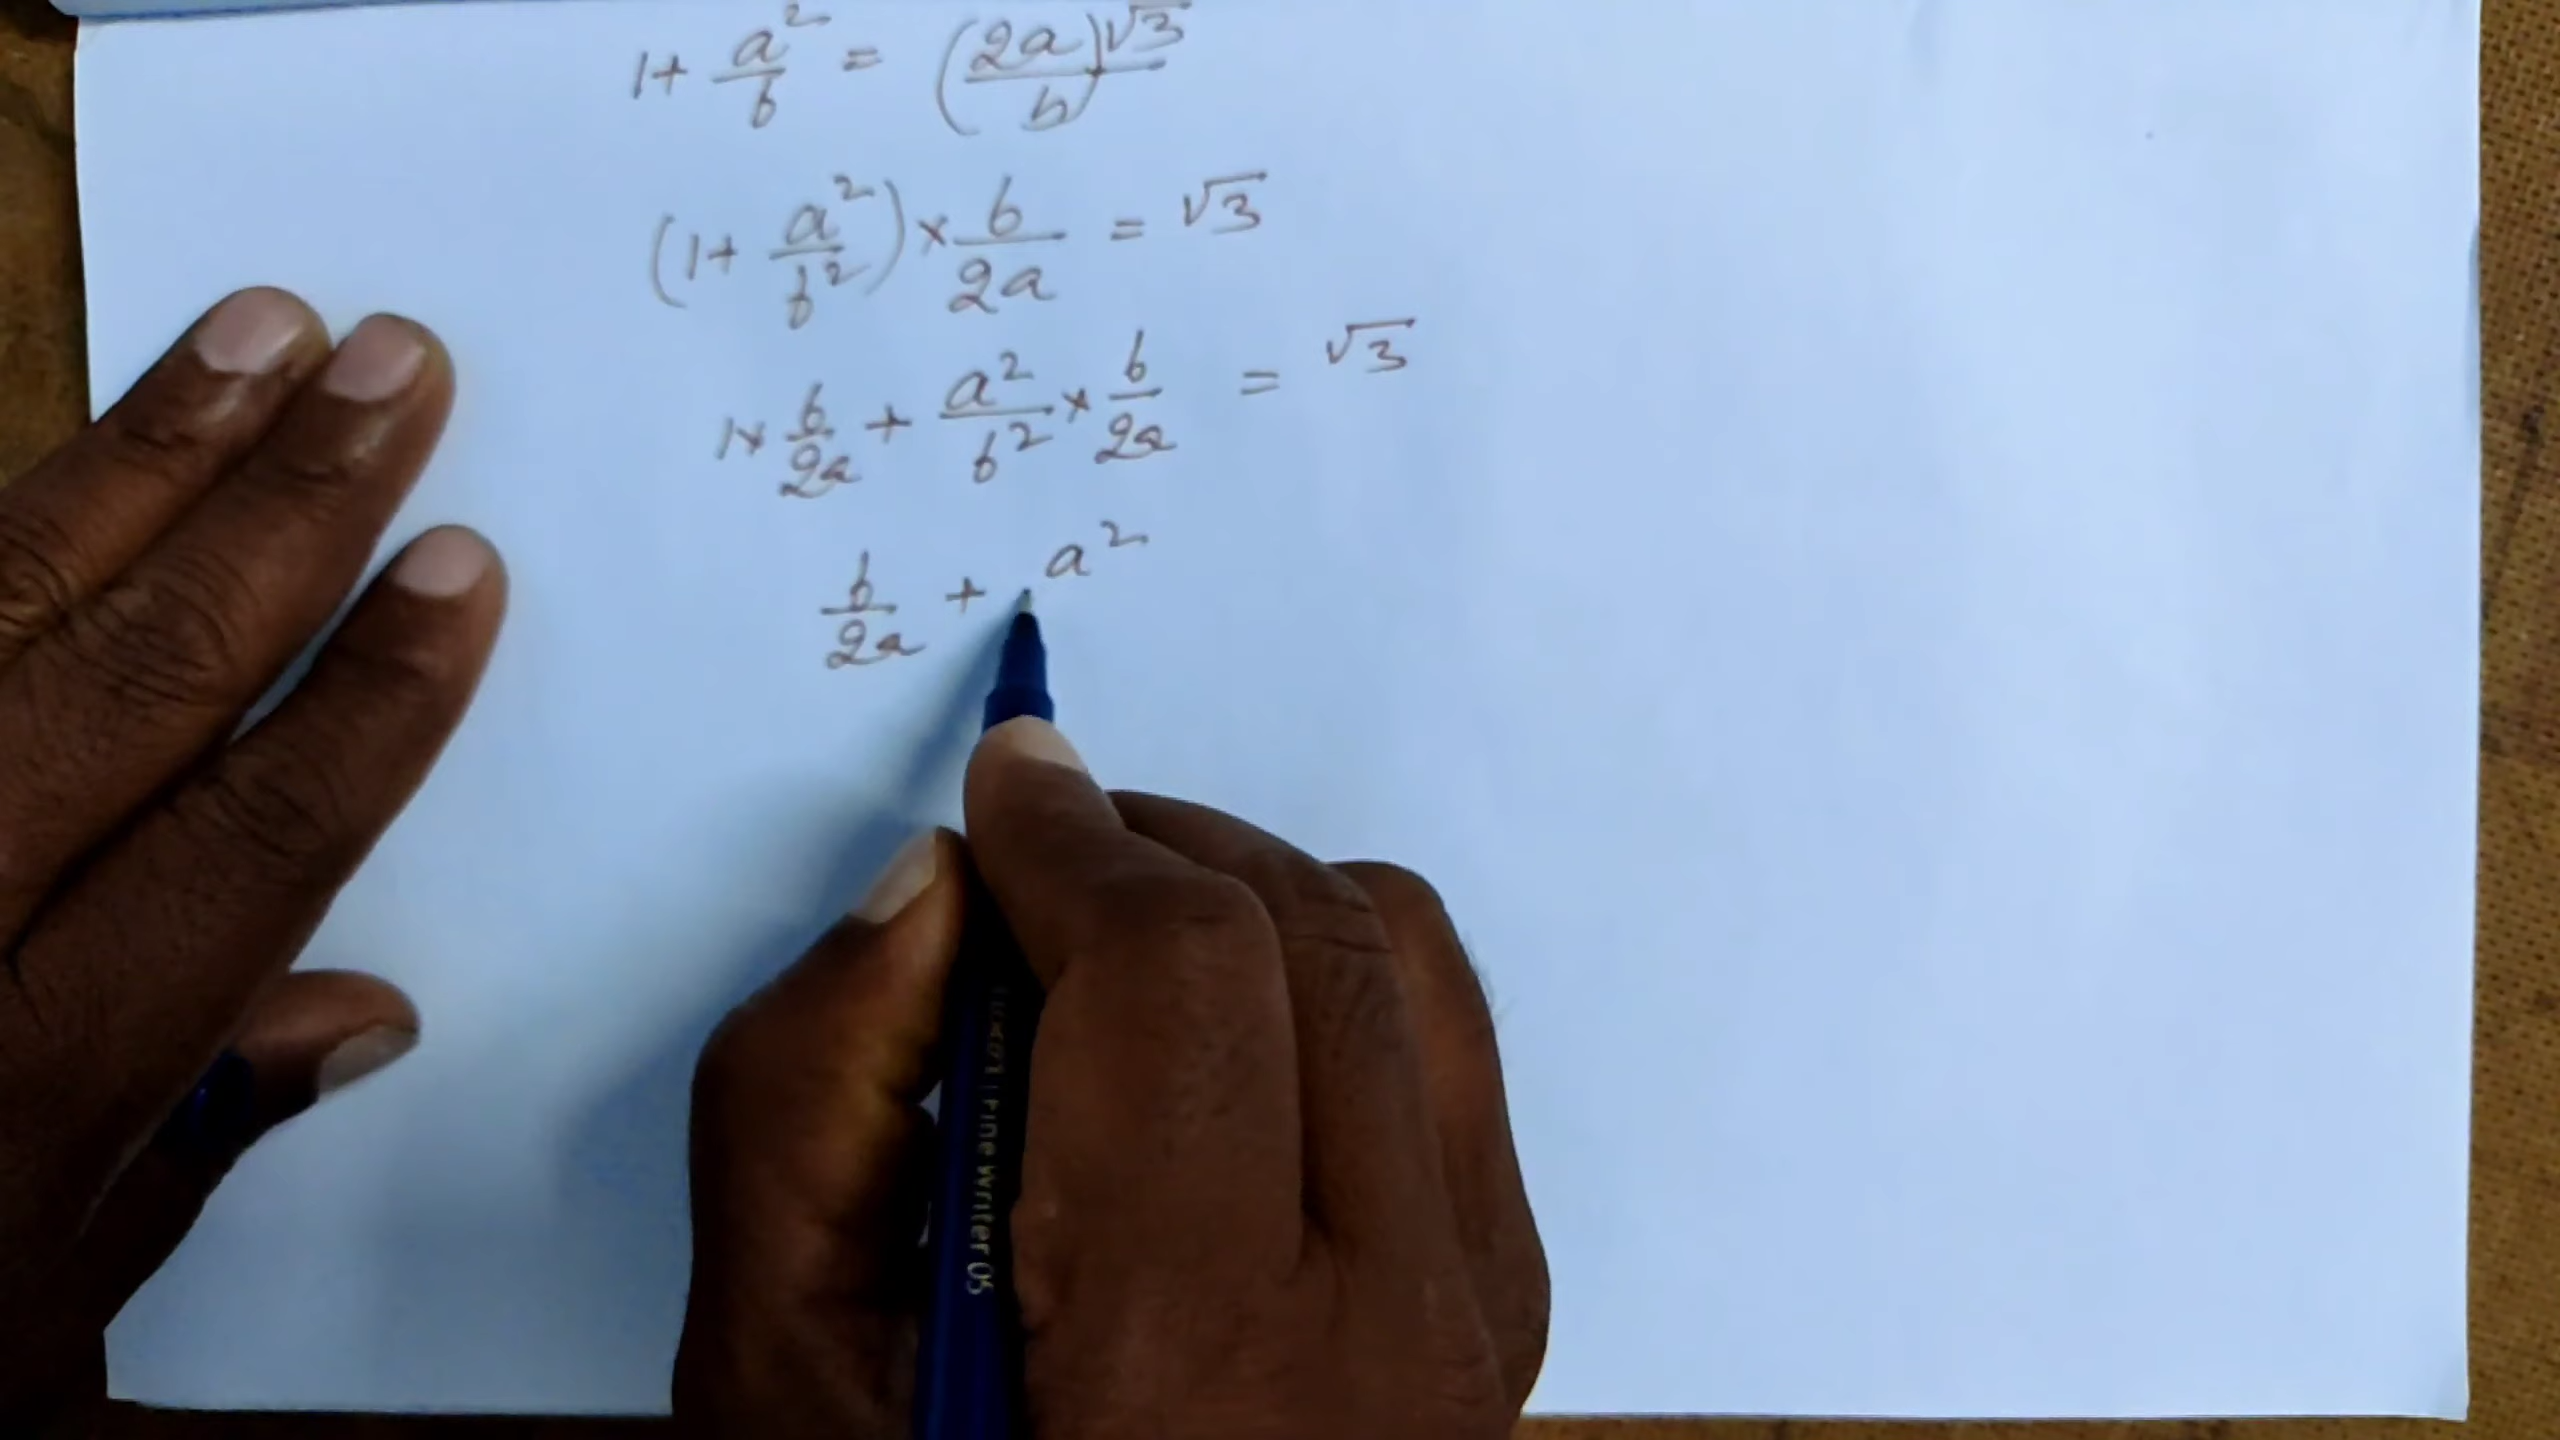 1 + a²/b = (2a/b)√3
(1 + a²/b²) × b/2a = √3
1 × b/2a + a²/b² × b/2a = √3
b/2a + a²
Fine Writer 05